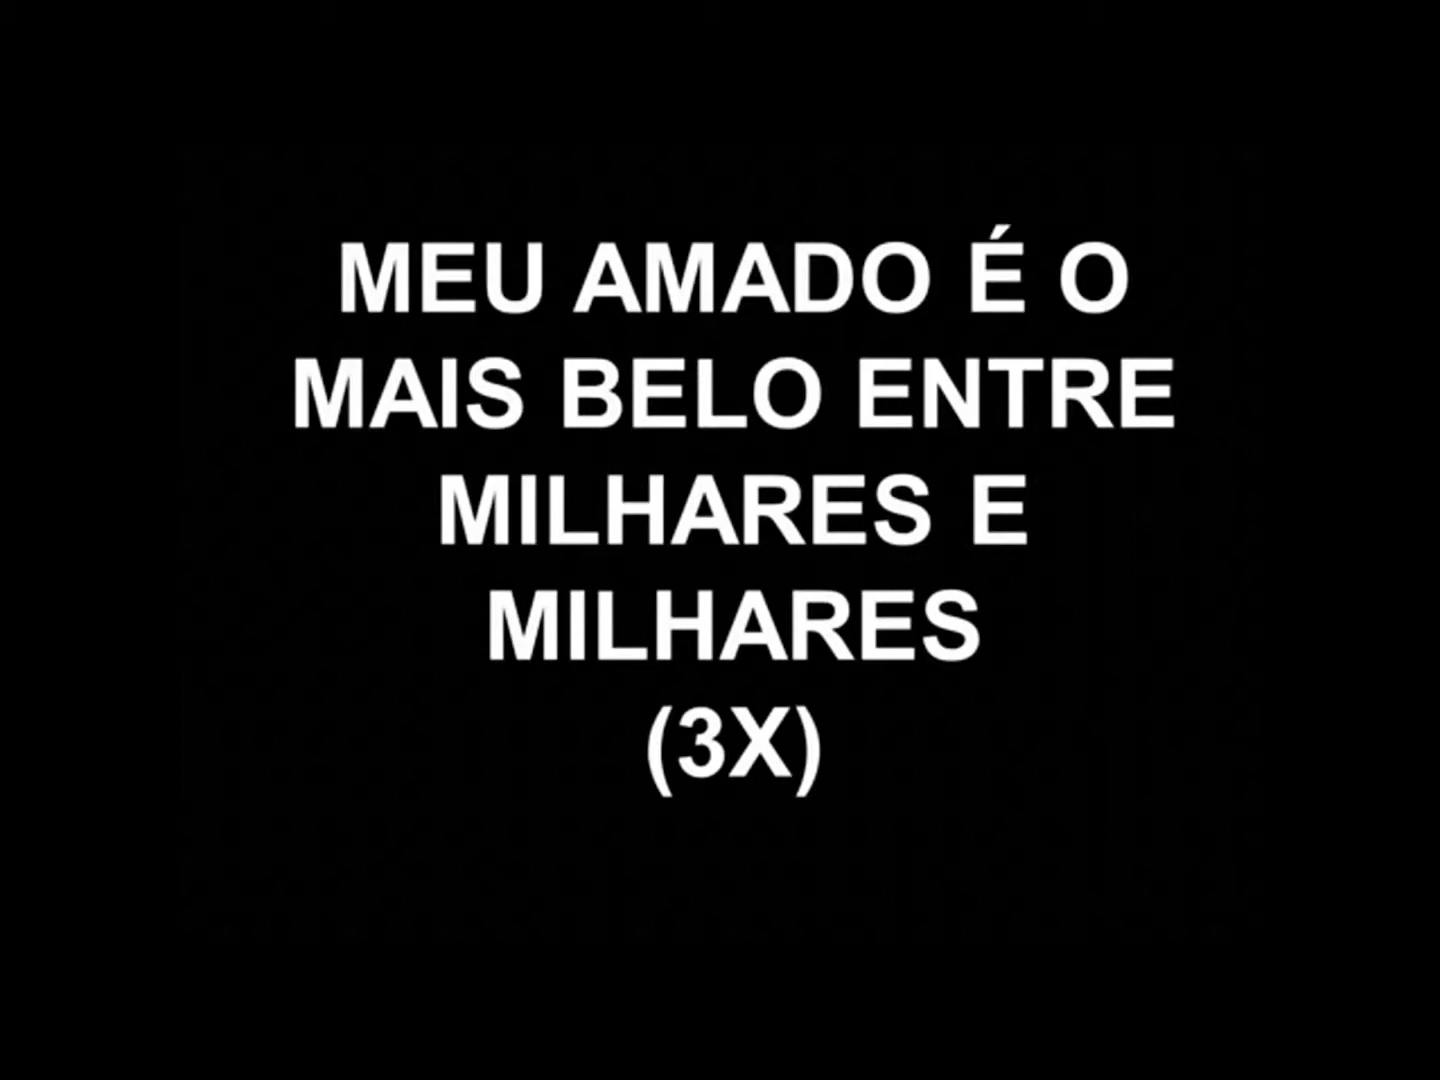 MEU AMADO É O
MAIS BELO ENTRE
MILHARES E
MILHARES
(3X)